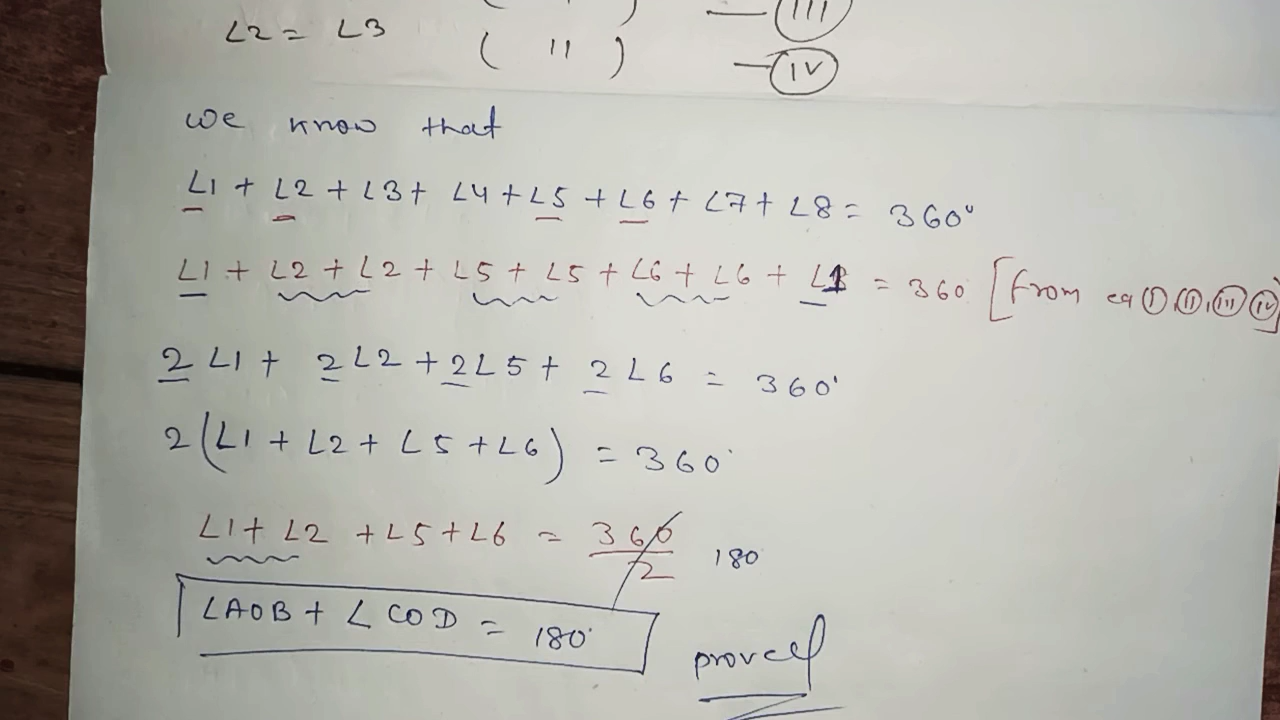 — (III)
∠2 = ∠3 ( 11 ) — (IV)
we know that
∠1 + ∠2 + ∠3 + ∠4 + ∠5 + ∠6 + ∠7 + ∠8 = 360°
∠1 + ∠2 + ∠2 + ∠5 + ∠5 + ∠6 + ∠6 + ∠1 = 360 [from eq (I), (II), (III) (IV)]
2∠1 + 2∠2 + 2∠5 + 2∠6 = 360°
2(∠1 + ∠2 + ∠5 + ∠6) = 360°
∠1 + ∠2 + ∠5 + ∠6 = 360/2 180
∠AOB + ∠COD = 180°
proved